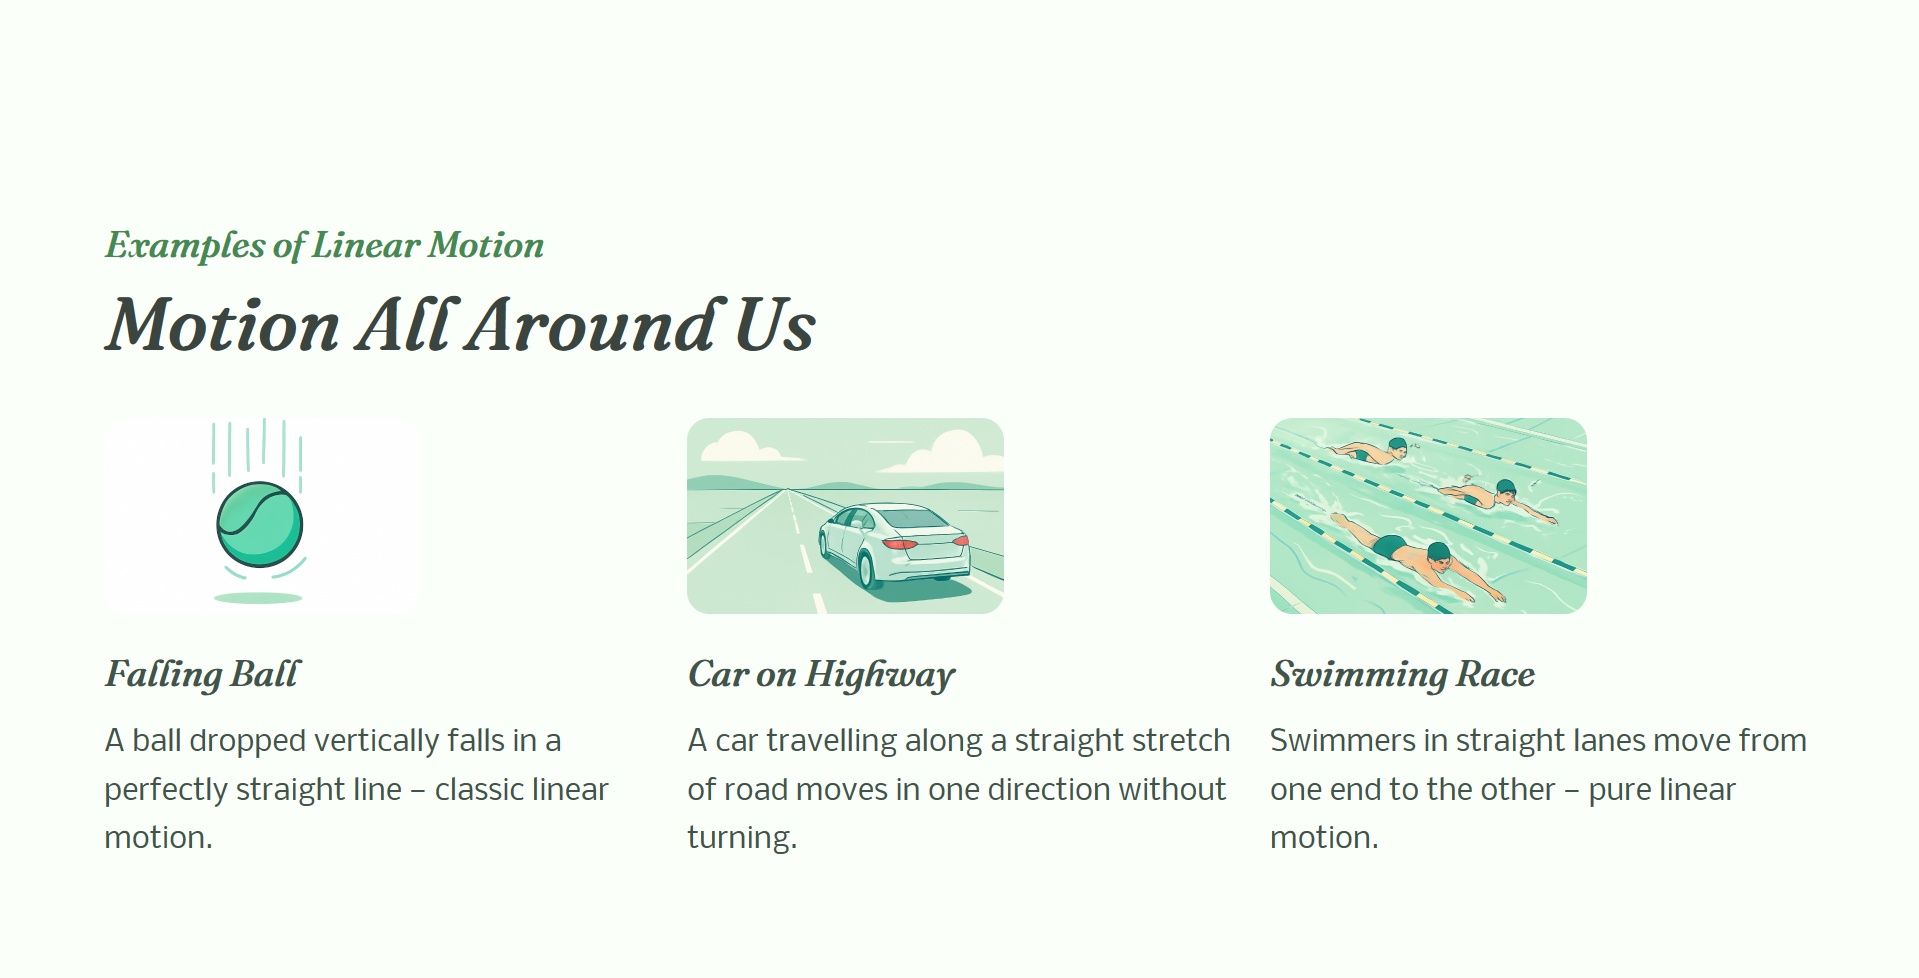 Examples of Linear Motion
Motion All Around Us
Falling Ball
A ball dropped vertically falls in a
perfectly straight line – classic linear
motion.
Car on Highway
A car travelling along a straight stretch
of road moves in one direction without
turning.
Swimming Race
Swimmers in straight lanes move from
one end to the other – pure linear
motion.